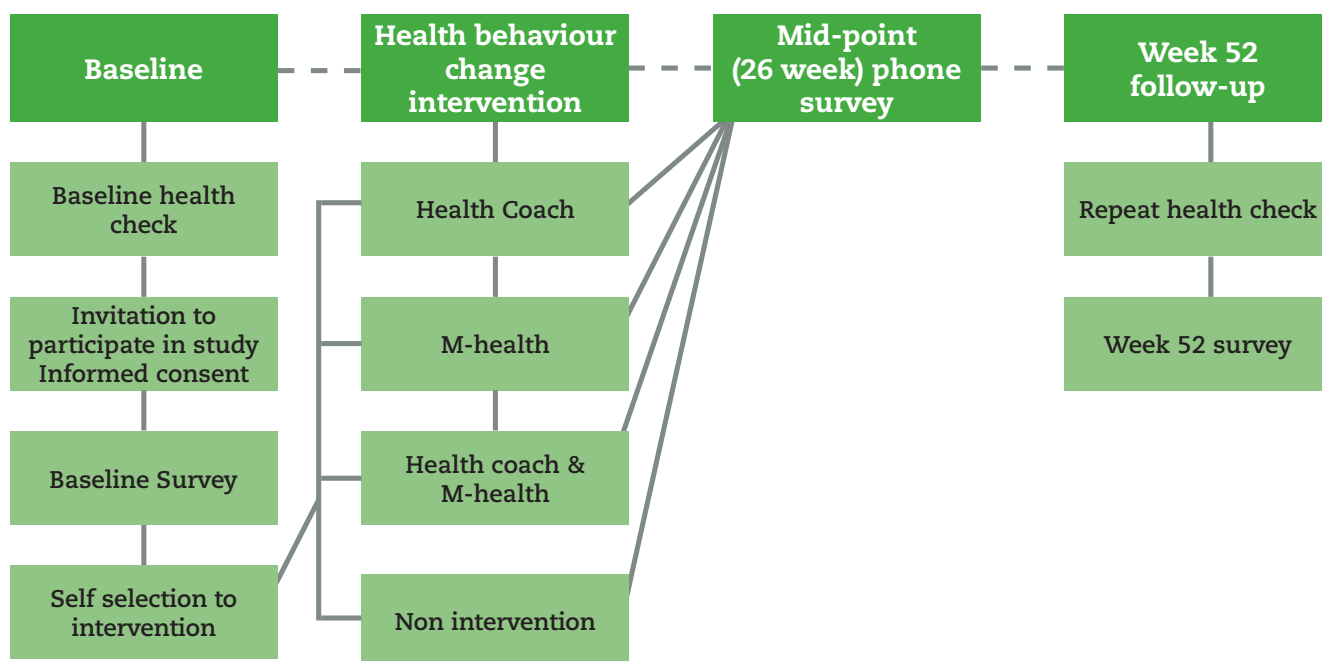 Baseline
Baseline health
check
Invitation to
participate in study
Informed consent
Baseline Survey
Self selection to
intervention
Health behaviour
change
intervention
Health Coach
M-health
Health coach &
M-health
Non intervention
Mid-point
(26 week) phone
survey
Week 52
follow-up
Repeat health check
Week 52 survey